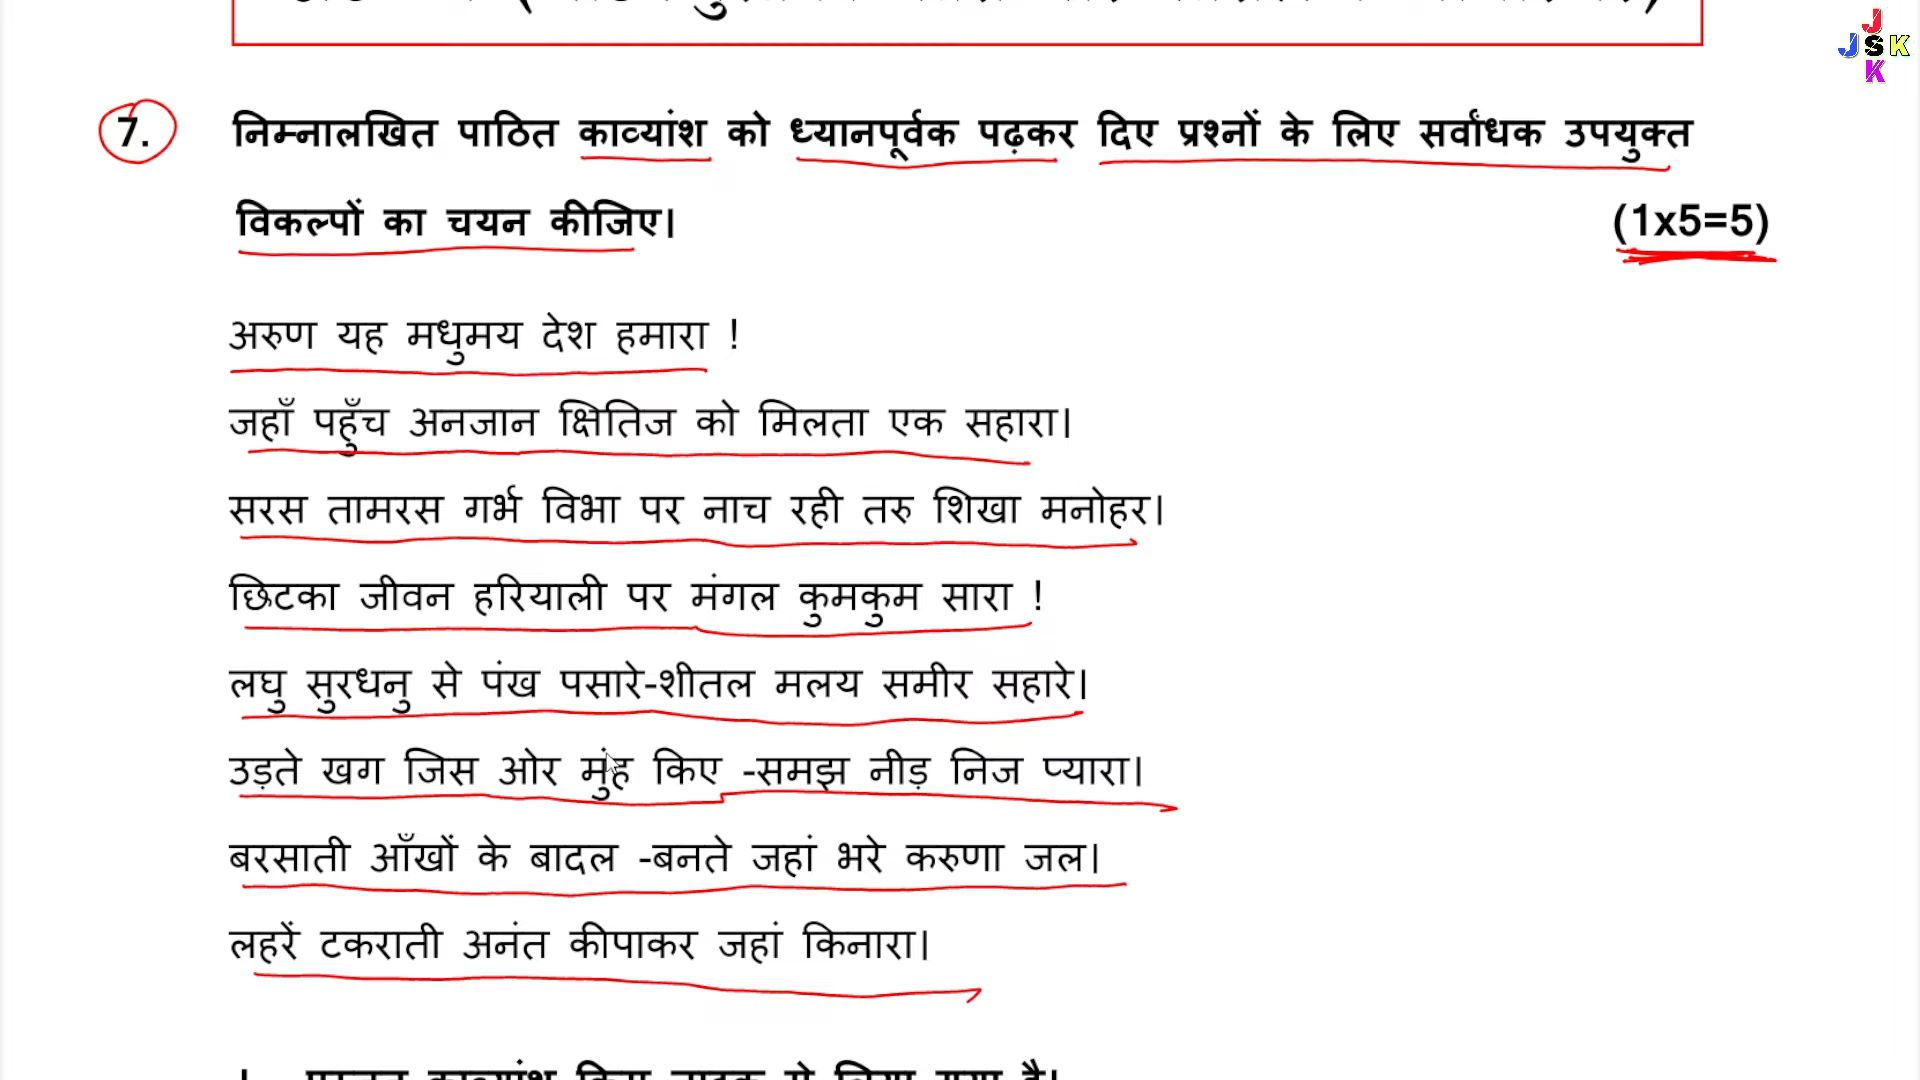 J
J S K
K
7. निम्नालखित पाठित काव्यांश को ध्यानपूर्वक पढ़कर दिए प्रश्नों के लिए सर्वांधक उपयुक्त
विकल्पों का चयन कीजिए। (1x5=5)
अरुण यह मधुमय देश हमारा !
जहाँ पहुँच अनजान क्षितिज को मिलता एक सहारा।
सरस तामरस गर्भ विभा पर नाच रही तरु शिखा मनोहर।
छिटका जीवन हरियाली पर मंगल कुमकुम सारा !
लघु सुरधनु से पंख पसारे-शीतल मलय समीर सहारे।
उड़ते खग जिस ओर मुंह किए -समझ नीड़ निज प्यारा।
बरसाती आँखों के बादल -बनते जहां भरे करुणा जल।
लहरें टकराती अनंत कीपाकर जहां किनारा।